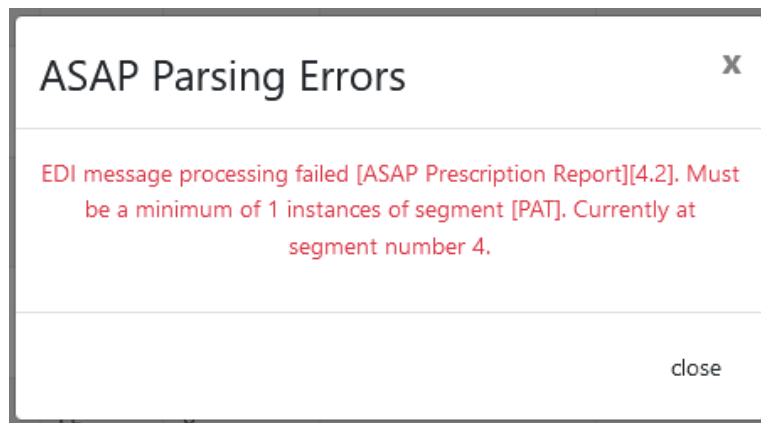 ASAP Parsing Errors
x
EDI message processing failed [ASAP Prescription Report][4.2]. Must
be a minimum of 1 instances of segment [PAT]. Currently at
segment number 4.
close